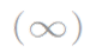 ( ∞ )